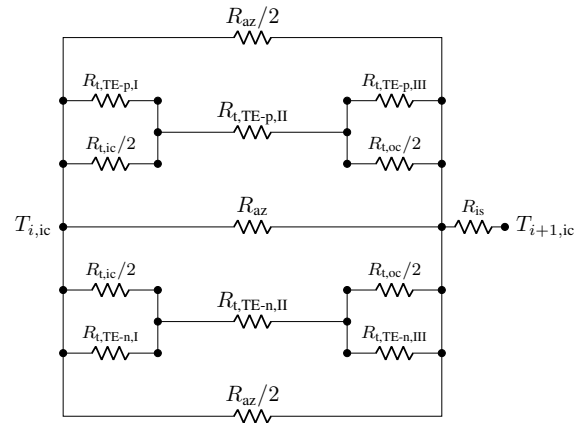 R_az/2
R_t,TE-p,I R_t,TE-p,III
R_t,TE-p,II
R_t,ic/2 R_t,oc/2
R_az
R_is
T_i,ic T_i+1,ic
R_t,ic/2 R_t,oc/2
R_t,TE-n,II
R_t,TE-n,I R_t,TE-n,III
R_az/2